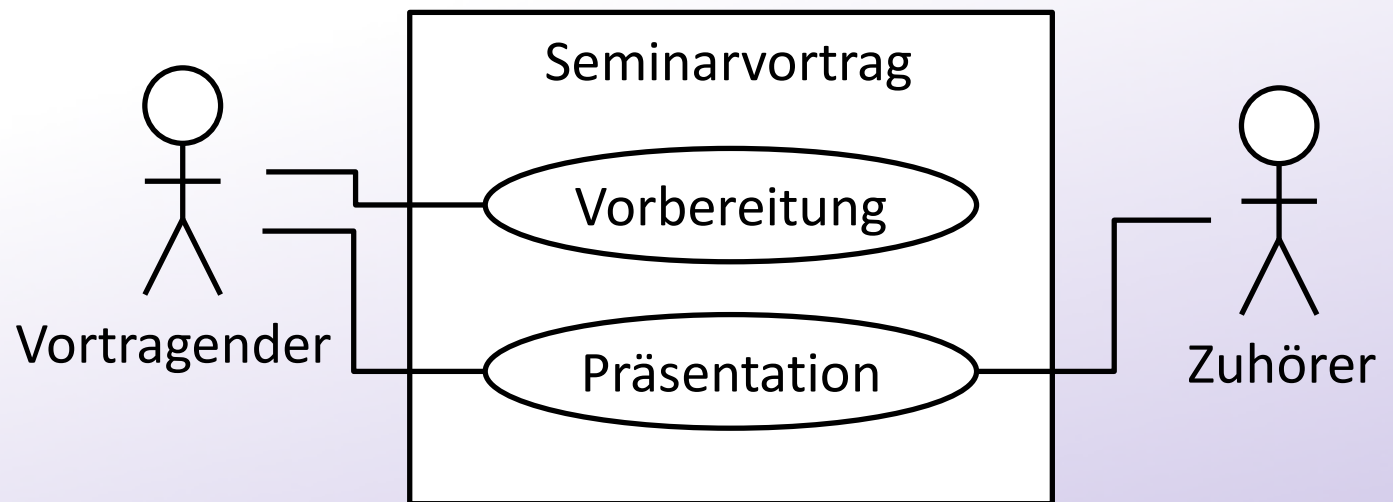 Seminarvortrag
Vorbereitung
Vortragender
Präsentation
Zuhörer